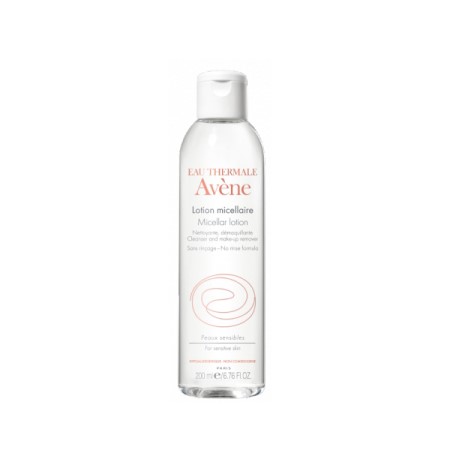 EAU THERMALE
Avène
Lotion micellaire
Micellar lotion
Nettoyante, démaquillante
Cleanser and make-up remover
Sans rinçage - No rinse formula
Peaux sensibles
For sensitive skin
PARIS
200 ml e/6.76 FL.OZ.